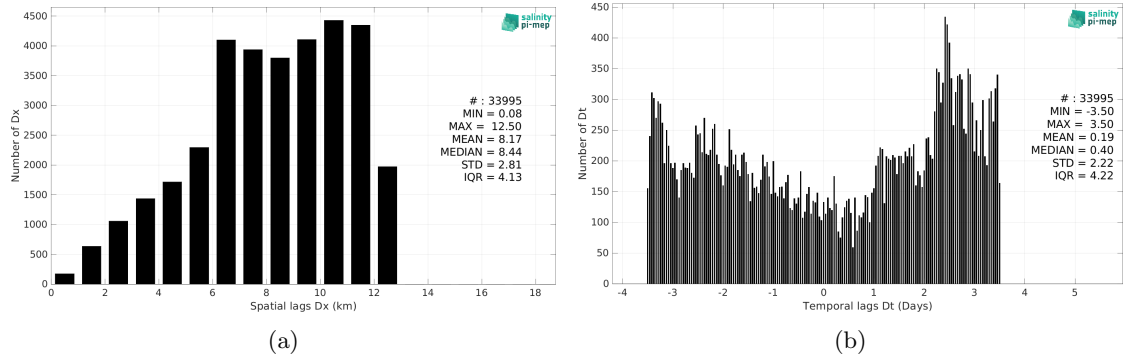 4500
4000
3500
3000
2500
2000
1500
1000
500
0
Number of Dx
0 2 4 6 8 10 12 14 16 18
Spatial lags Dx (km)
salinity
pi-mep
# : 33995
MIN = 0.08
MAX = 12.50
MEAN = 8.17
MEDIAN = 8.44
STD = 2.81
IQR = 4.13
(a)
450
400
350
300
250
200
150
100
50
0
Number of Dt
-4 -3 -2 -1 0 1 2 3 4 5
Temporal lags Dt (Days)
salinity
pi-mep
# : 33995
MIN = -3.50
MAX = 3.50
MEAN = 0.19
MEDIAN = 0.40
STD = 2.22
IQR = 4.22
(b)